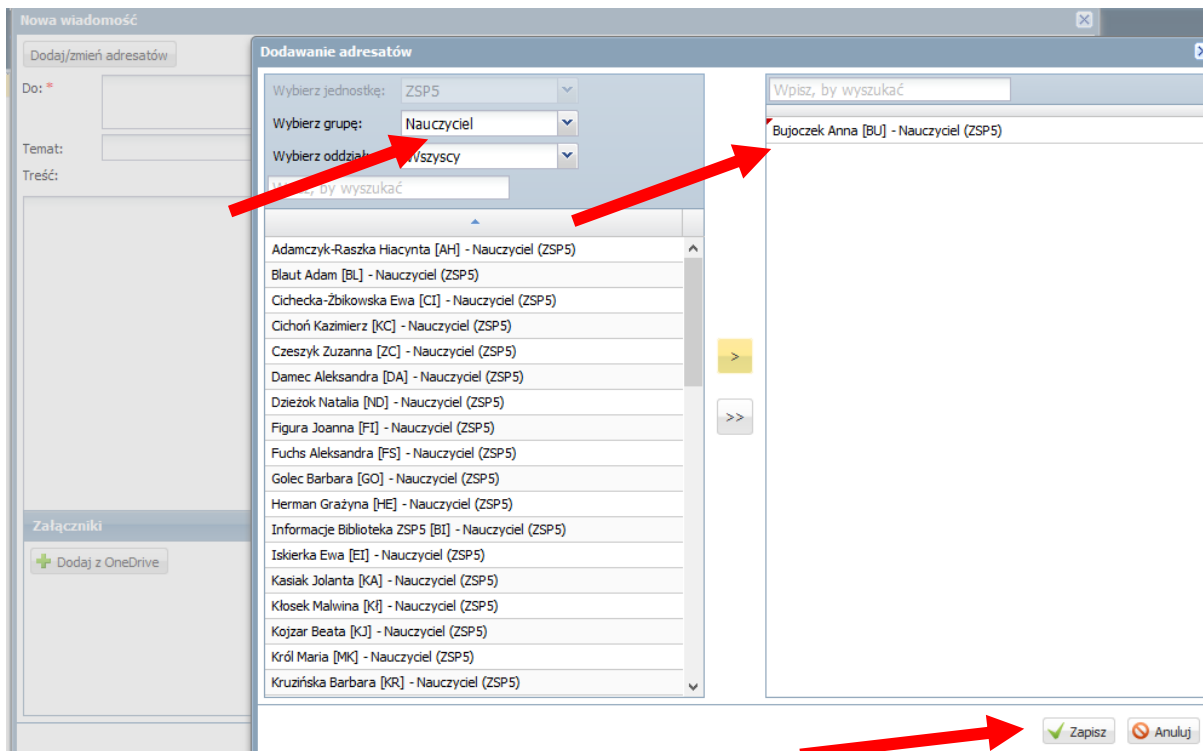 Nowa wiadomość
Dodaj/zmień adresatów
Do: *
Temat:
Treść:
Załączniki
Dodaj z OneDrive
Dodawanie adresatów
Wybierz jednostkę: ZSP5
Wybierz grupę: Nauczyciel
Wybierz oddział: Wszyscy
by wyszukać
Adamczyk-Raszka Hiacynta [AH] - Nauczyciel (ZSP5)
Blaut Adam [BL] - Nauczyciel (ZSP5)
Cichecka-Żbikowska Ewa [CI] - Nauczyciel (ZSP5)
Cichoń Kazimierz [KC] - Nauczyciel (ZSP5)
Czeszyk Zuzanna [ZC] - Nauczyciel (ZSP5)
Damec Aleksandra [DA] - Nauczyciel (ZSP5)
Dzieżok Natalia [ND] - Nauczyciel (ZSP5)
Figura Joanna [FI] - Nauczyciel (ZSP5)
Fuchs Aleksandra [FS] - Nauczyciel (ZSP5)
Golec Barbara [GO] - Nauczyciel (ZSP5)
Herman Grażyna [HE] - Nauczyciel (ZSP5)
Informacje Biblioteka ZSP5 [BI] - Nauczyciel (ZSP5)
Iskierka Ewa [EI] - Nauczyciel (ZSP5)
Kasiak Jolanta [KA] - Nauczyciel (ZSP5)
Kłosek Malwina [Kł] - Nauczyciel (ZSP5)
Kojzar Beata [KJ] - Nauczyciel (ZSP5)
Król Maria [MK] - Nauczyciel (ZSP5)
Kruzińska Barbara [KR] - Nauczyciel (ZSP5)
>
>>
Wpisz, by wyszukać
Bujoczek Anna [BU] - Nauczyciel (ZSP5)
Zapisz
Anuluj